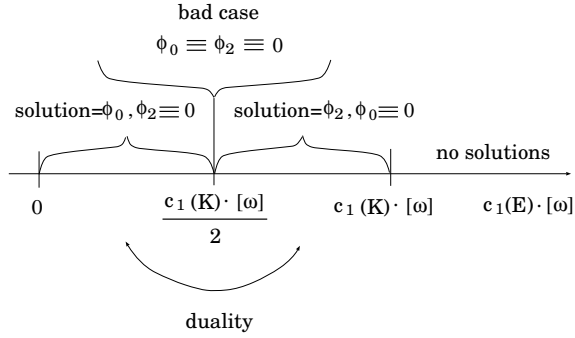 bad case
ϕ₀ ≡ ϕ₂ ≡ 0
solution=ϕ₀ , ϕ₂≡ 0
solution=ϕ₂ , ϕ₀≡ 0
no solutions
0
c₁(K)· [ω]
2
c₁(K)· [ω]
c₁(E)· [ω]
duality